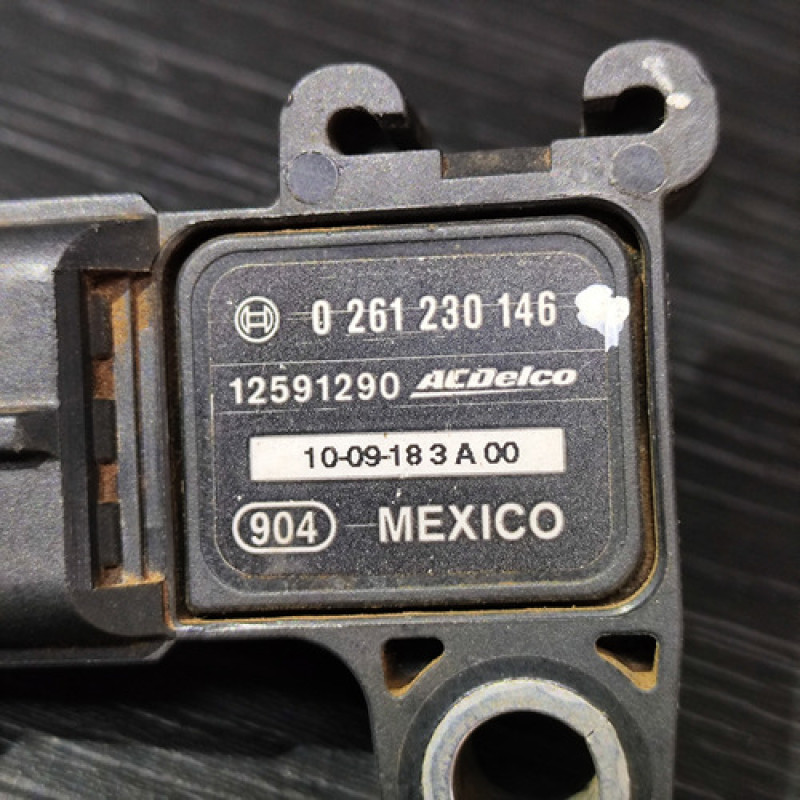 0 261 230 146
12591290 ACDelco
10-09-18 3 A 00
904 MEXICO